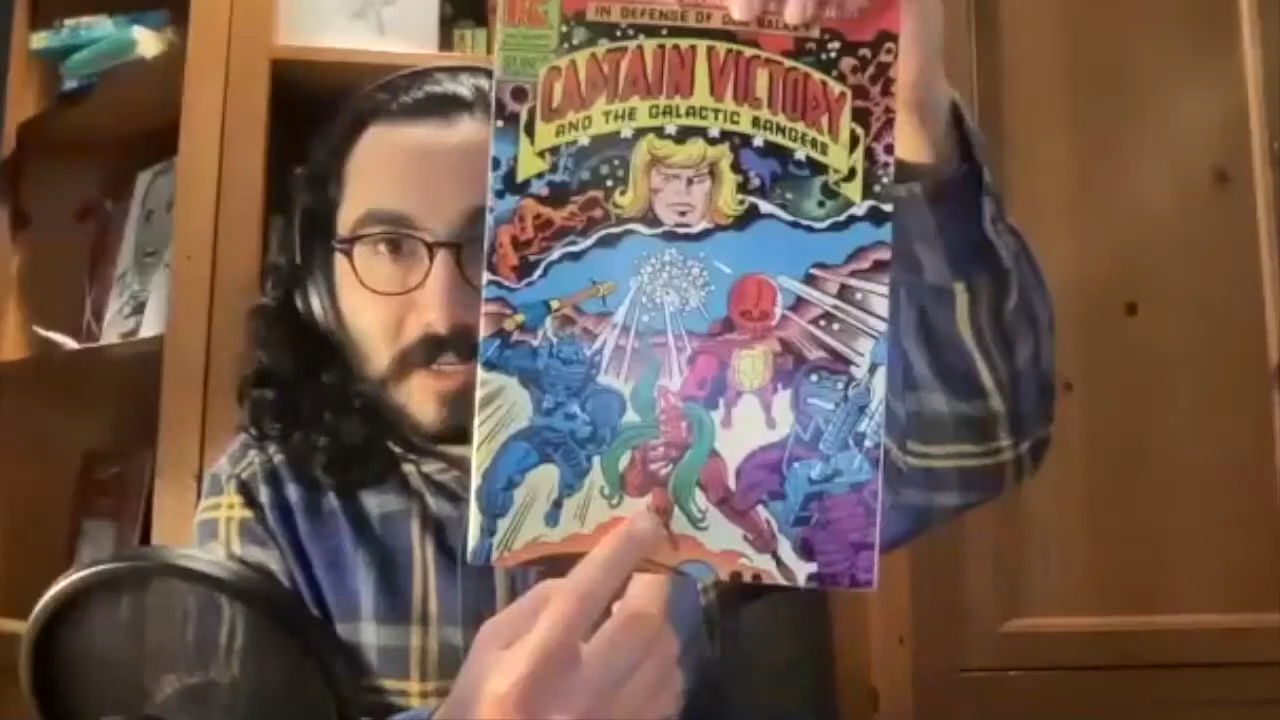 IN DEFENSE OF OUR GALAXY
CAPTAIN VICTORY
AND THE GALACTIC RANGERS